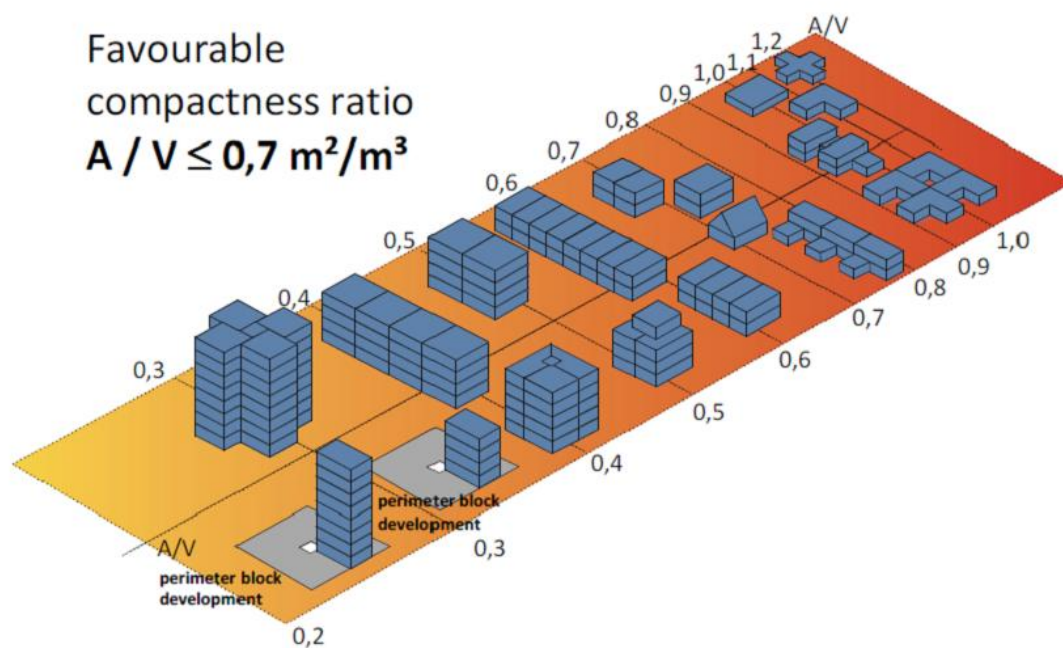 Favourable
compactness ratio
A / V ≤ 0,7 m²/m³
A/V
1,2
1,1
1,0
0,9
0,8
0,7
0,6
0,5
0,4
0,3
1,0
0,9
0,8
0,7
0,6
0,5
0,4
0,3
0,2
perimeter block
development
A/V
perimeter block
development